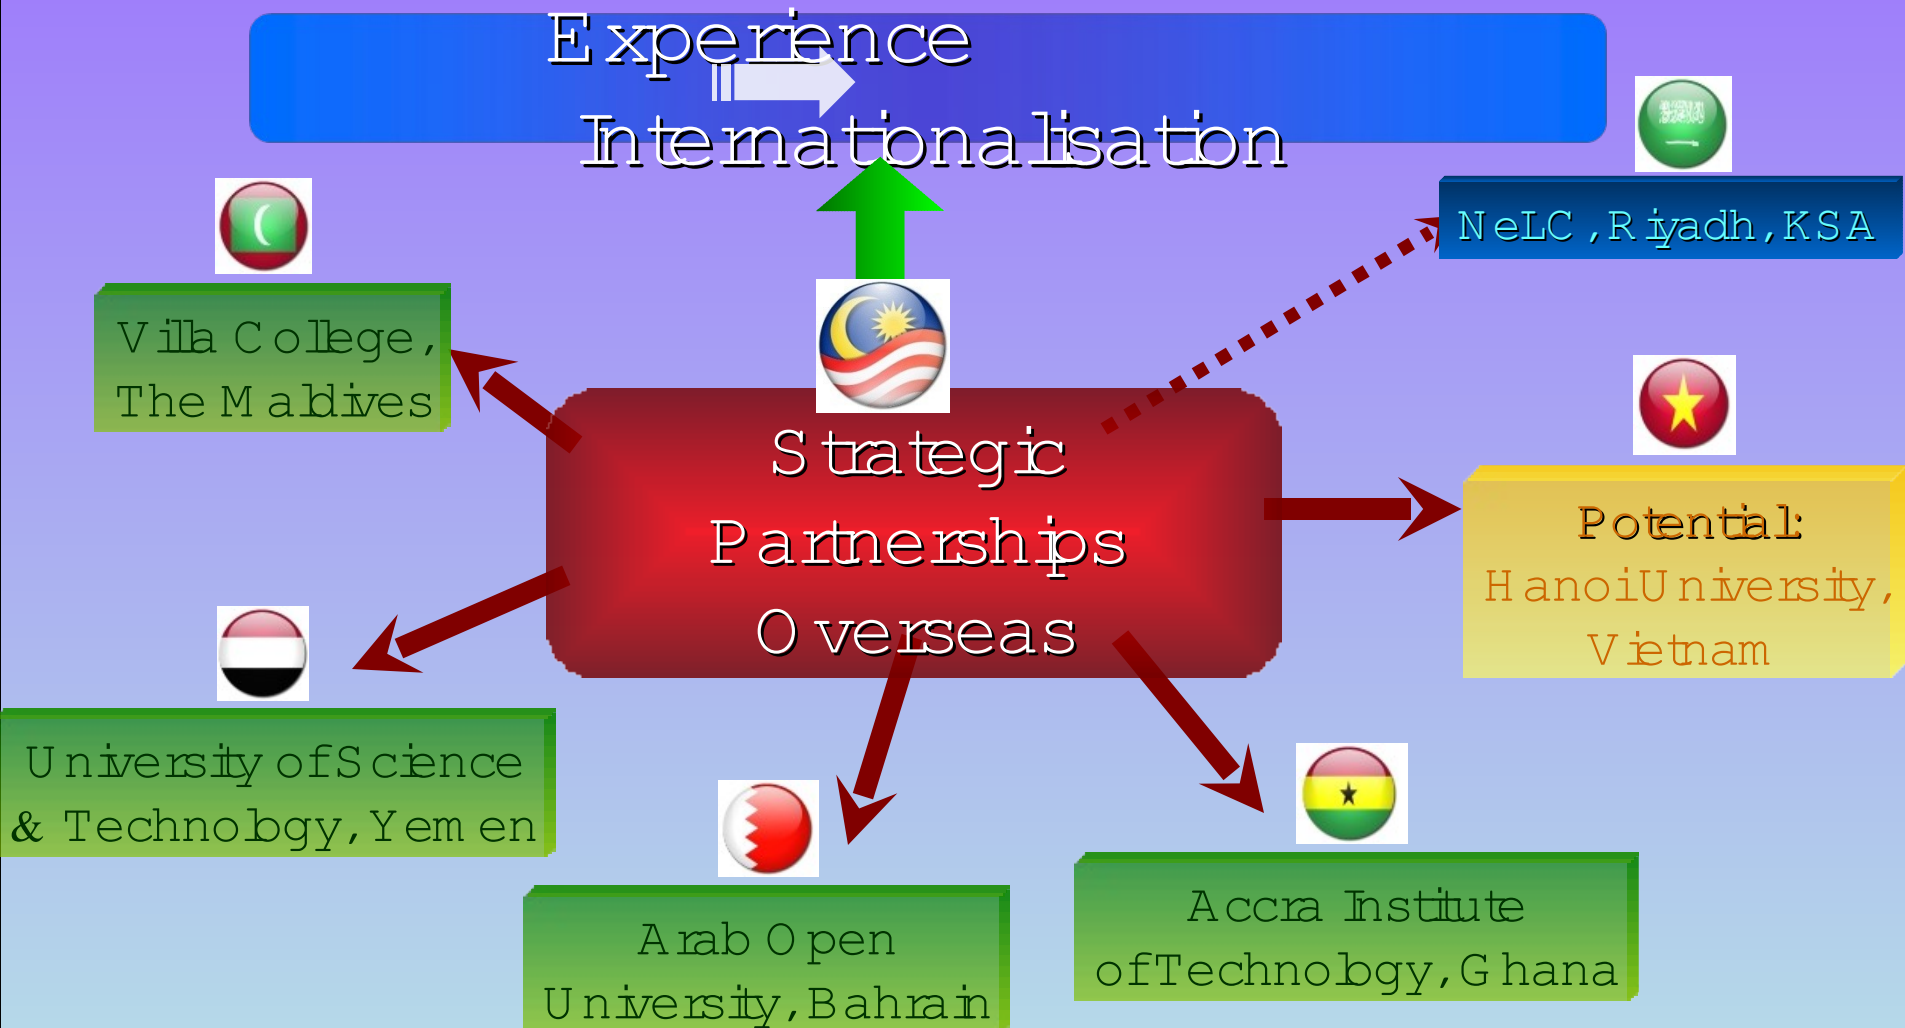 Experience
Internationalisation
NeLC, Riyadh, KSA
Villa College,
The Maldives
Strategic
Partnerships
Overseas
Potential:
Hanoi University,
Vietnam
University of Science
& Technology, Yemen
Arab Open
University, Bahrain
Accra Institute
of Technology, Ghana